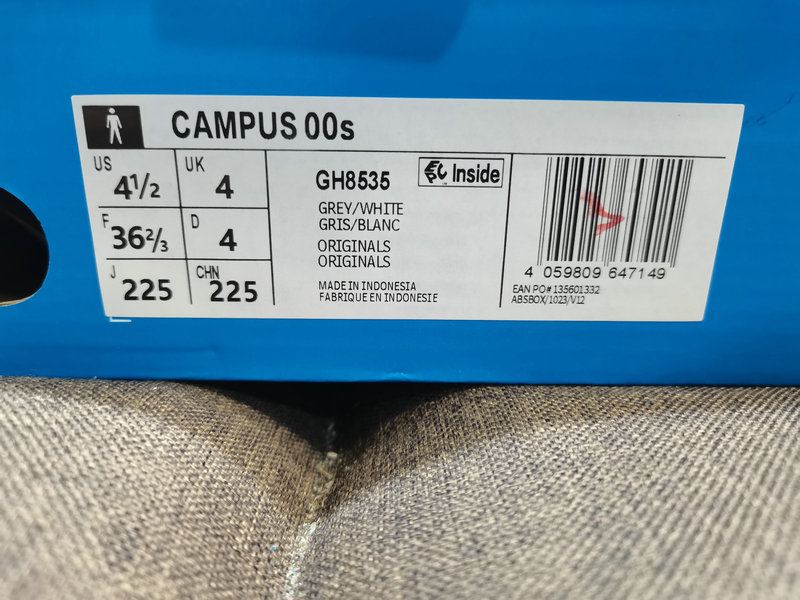 CAMPUS 00s
US 4½ UK 4
F 36⅔ D 4
J 225 CHN 225
GH8535
EPC Inside
GREY/WHITE
GRIS/BLANC
ORIGINALS
ORIGINALS
MADE IN INDONESIA
FABRIQUE EN INDONESIE
4 059809 647149
EAN PO# 135601332
ABSBOX/1023/V12